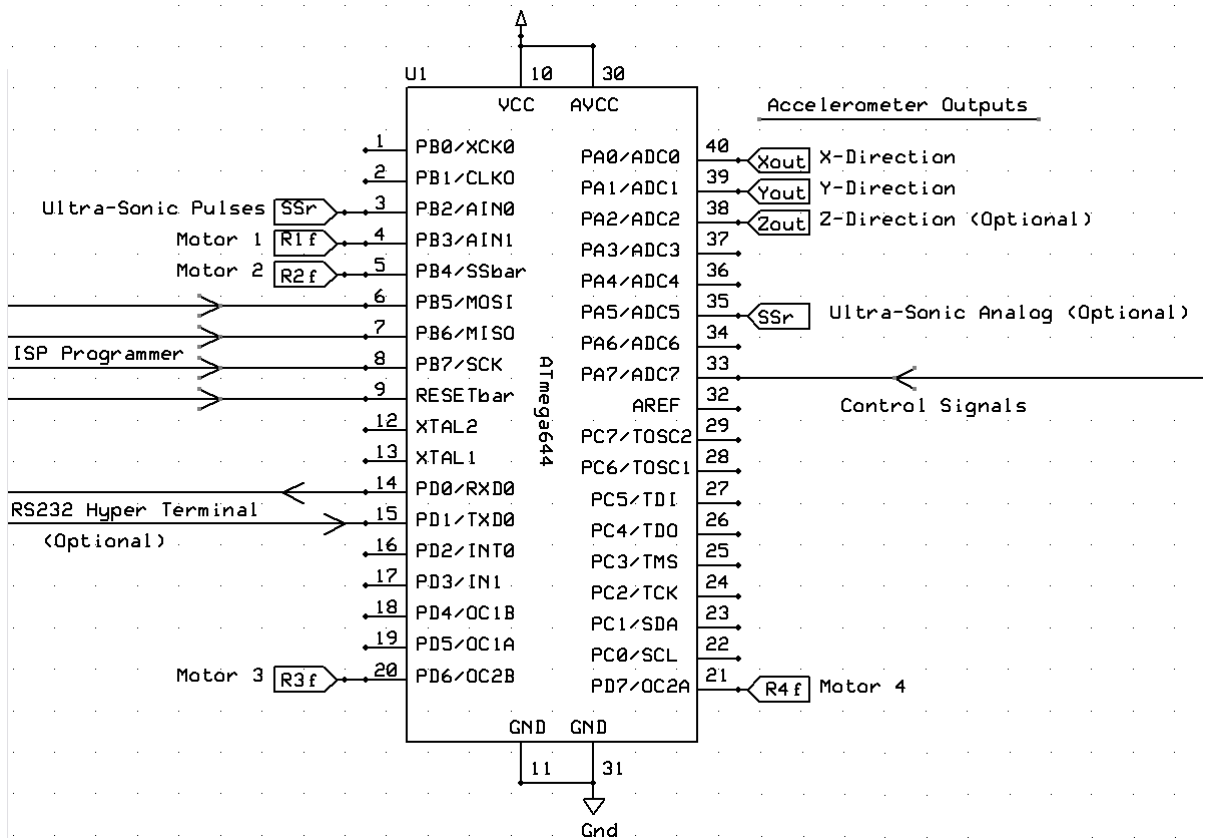 U1 10 30
VCC AVCC Accelerometer Outputs
1 PB0/XCK0 PA0/ADC0 40 Xout X-Direction
2 PB1/CLKO PA1/ADC1 39 Yout Y-Direction
Ultra-Sonic Pulses SSr 3 PB2/AIN0 PA2/ADC2 38 Zout Z-Direction (Optional)
Motor 1 R1f 4 PB3/AIN1 PA3/ADC3 37
Motor 2 R2f 5 PB4/SSbar PA4/ADC4 36
6 PB5/MOSI PA5/ADC5 35 SSr Ultra-Sonic Analog (Optional)
7 PB6/MISO PA6/ADC6 34
ISP Programmer 8 PB7/SCK PA7/ADC7 33
9 RESETbar AREF 32 Control Signals
12 XTAL2 PC7/TOSC2 29
13 XTAL1 PC6/TOSC1 28
ATmega644
14 PD0/RXD0 PC5/TDI 27
RS232 Hyper Terminal 15 PD1/TXD0 PC4/TDO 26
(Optional) 16 PD2/INT0 PC3/TMS 25
17 PD3/IN1 PC2/TCK 24
18 PD4/OC1B PC1/SDA 23
19 PD5/OC1A PC0/SCL 22
Motor 3 R3f 20 PD6/OC2B PD7/OC2A 21 R4f Motor 4
GND GND
11 31
Gnd